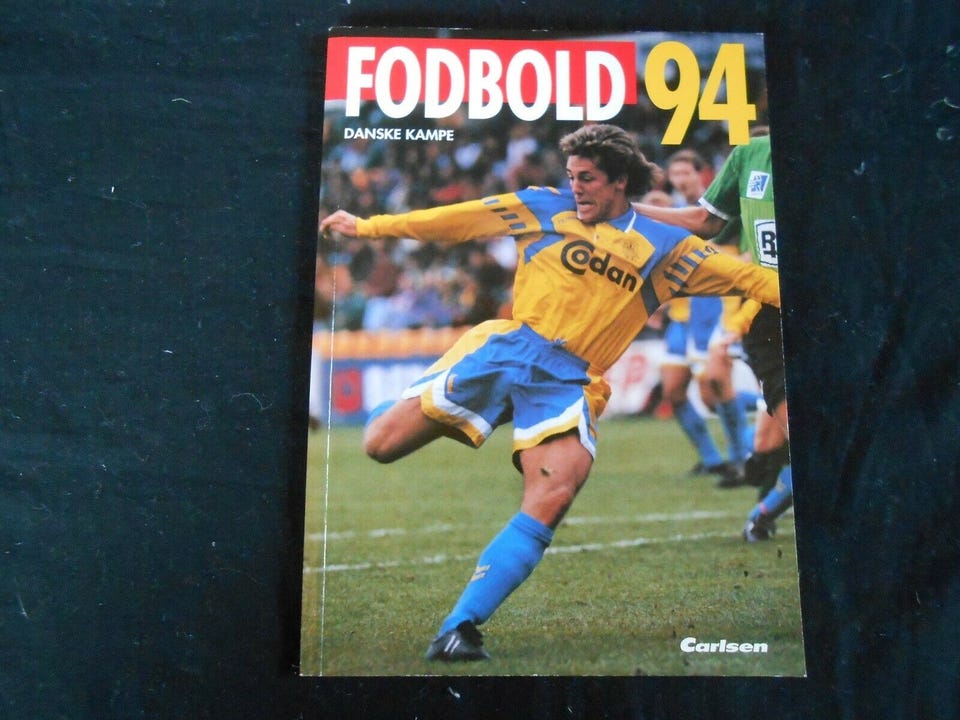 FODBOLD 94
DANSKE KAMPE
Codan
R
Carlsen